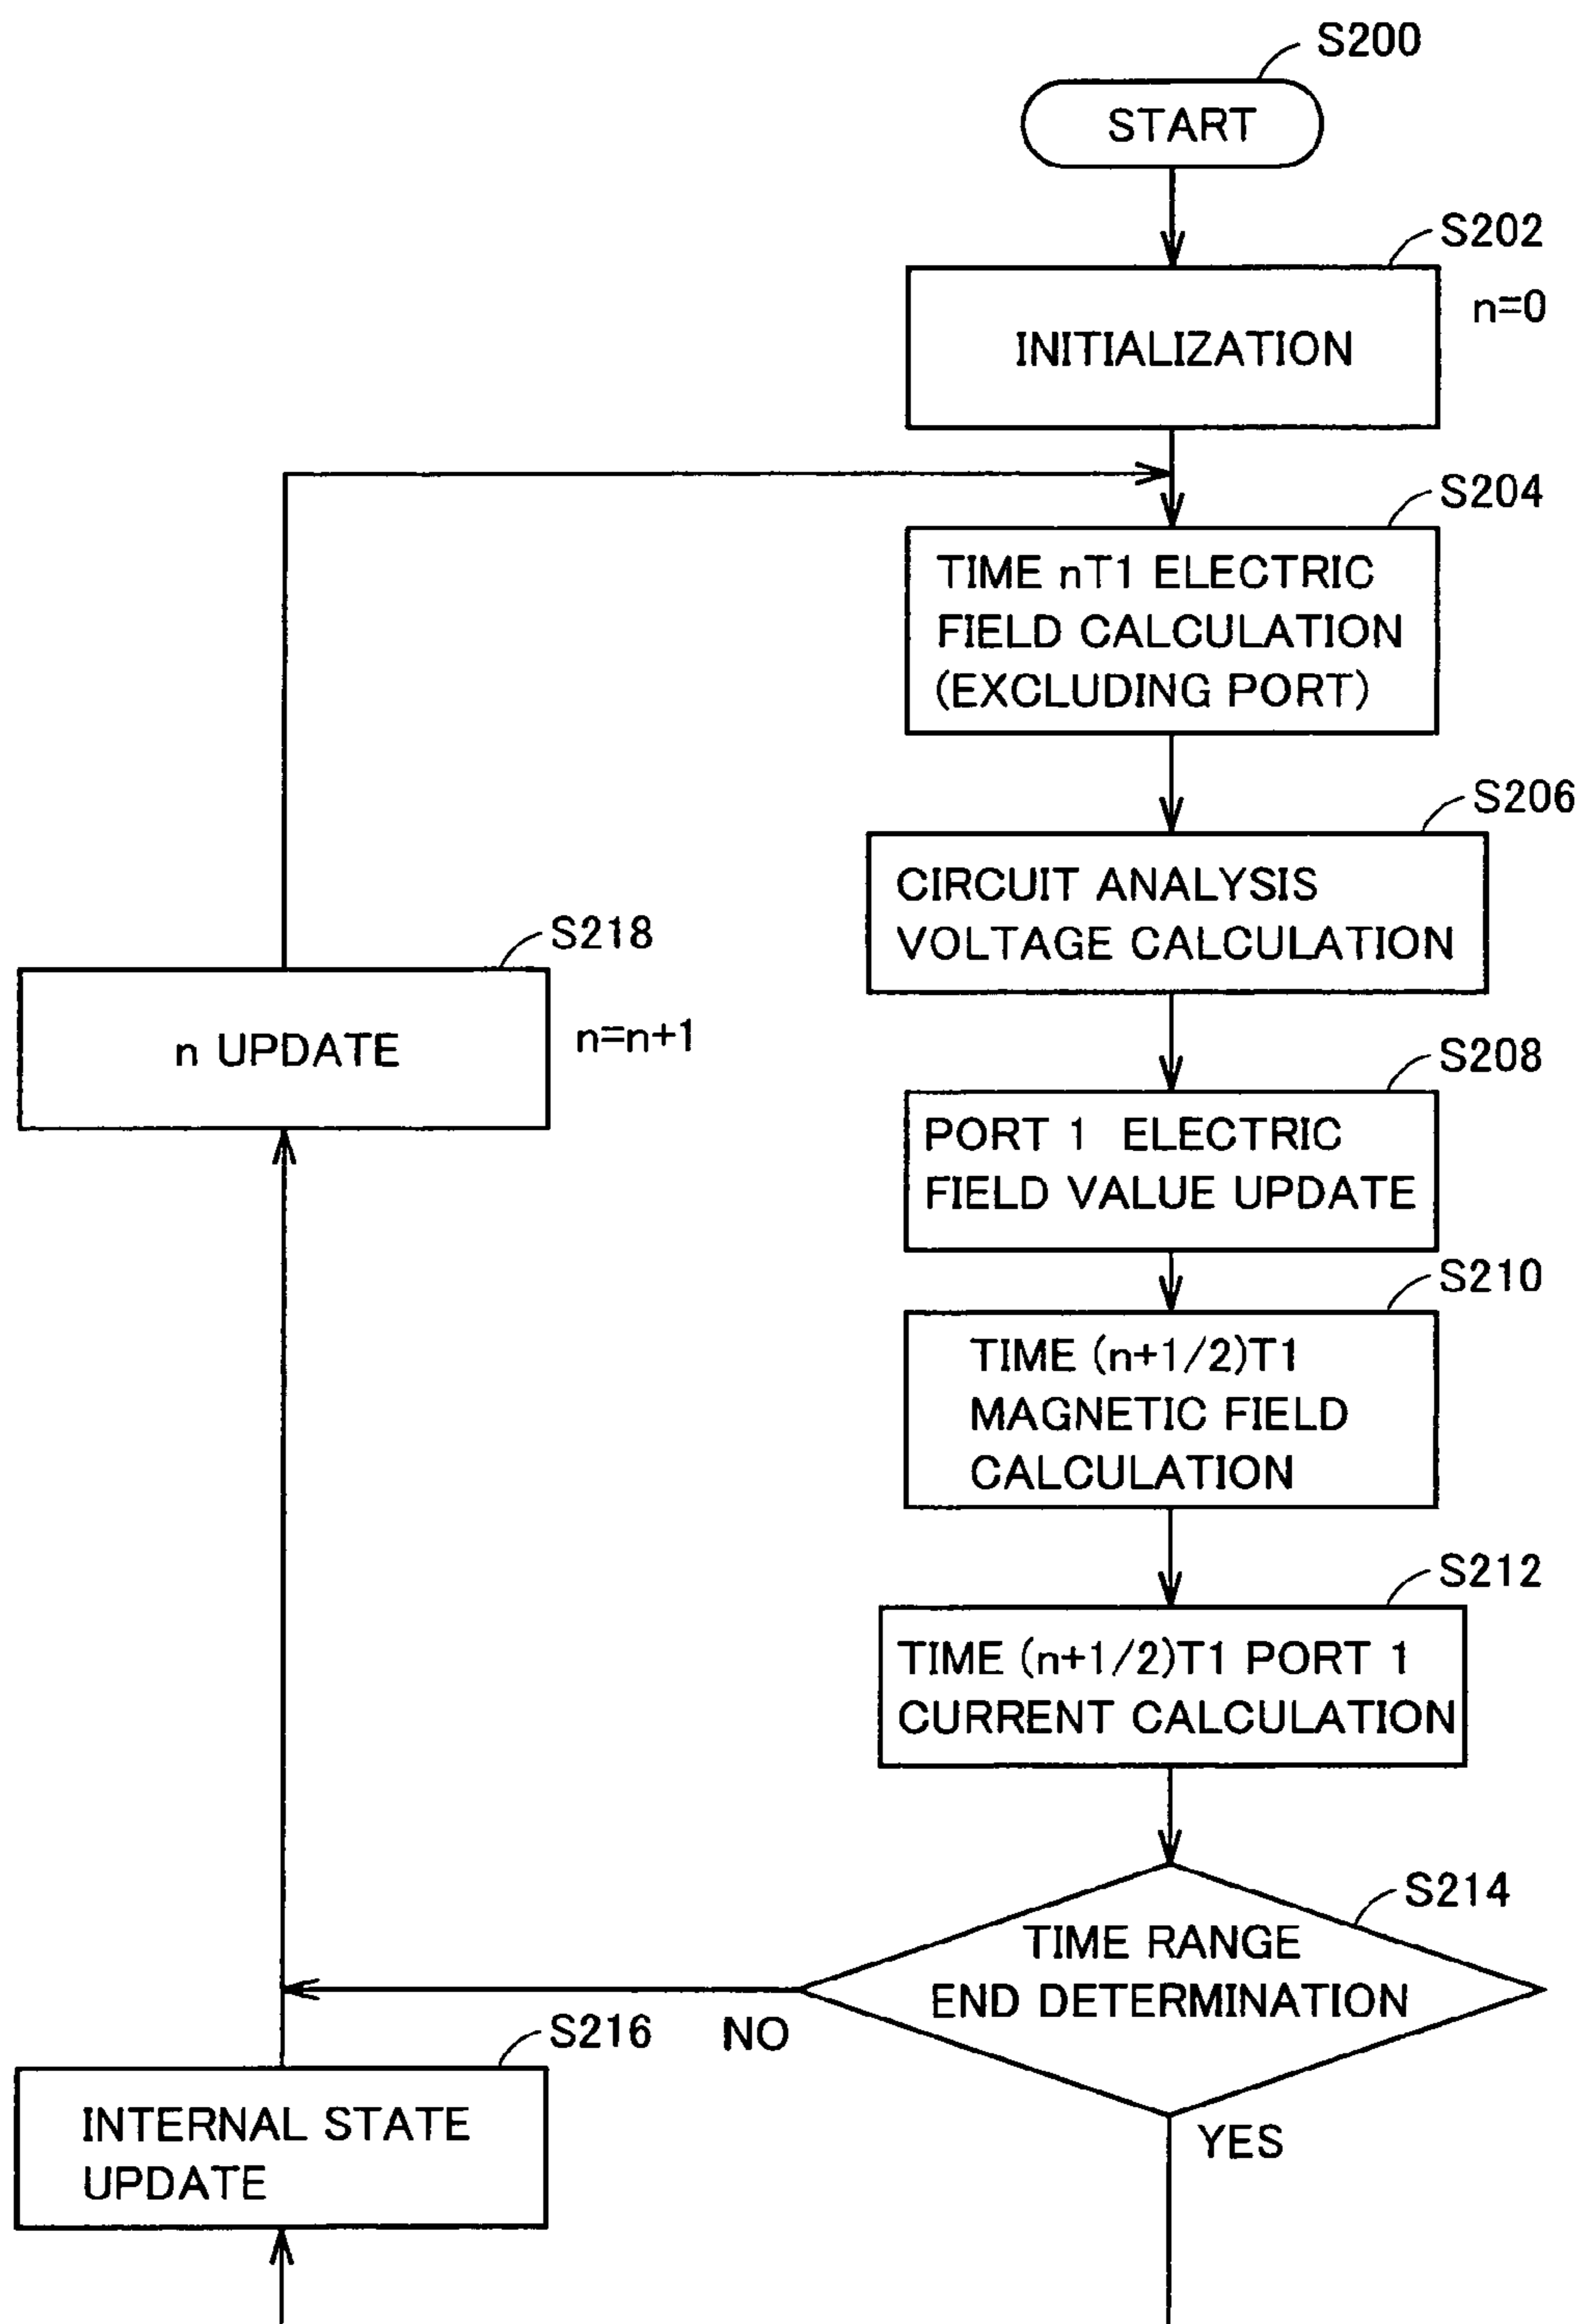 S200
START
S202
n=0
INITIALIZATION
S204
TIME nT1 ELECTRIC
FIELD CALCULATION
(EXCLUDING PORT)
S206
CIRCUIT ANALYSIS
VOLTAGE CALCULATION
S218
n UPDATE
n=n+1
S208
PORT 1 ELECTRIC
FIELD VALUE UPDATE
S210
TIME (n+1/2)T1
MAGNETIC FIELD
CALCULATION
S212
TIME (n+1/2)T1 PORT 1
CURRENT CALCULATION
S214
TIME RANGE
END DETERMINATION
NO
YES
S216
INTERNAL STATE
UPDATE